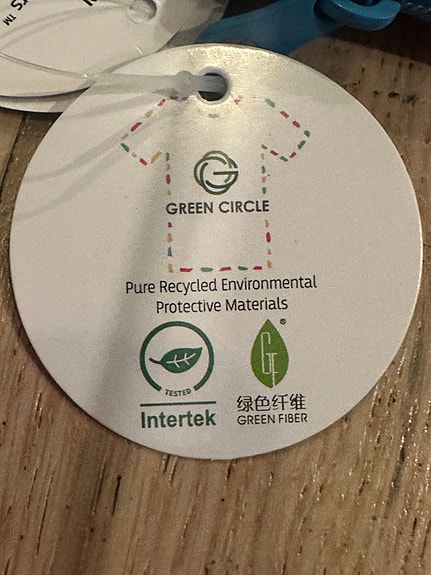 GREEN CIRCLE
Pure Recycled Environmental
Protective Materials
TESTED
Intertek
®
绿色纤维
GREEN FIBER